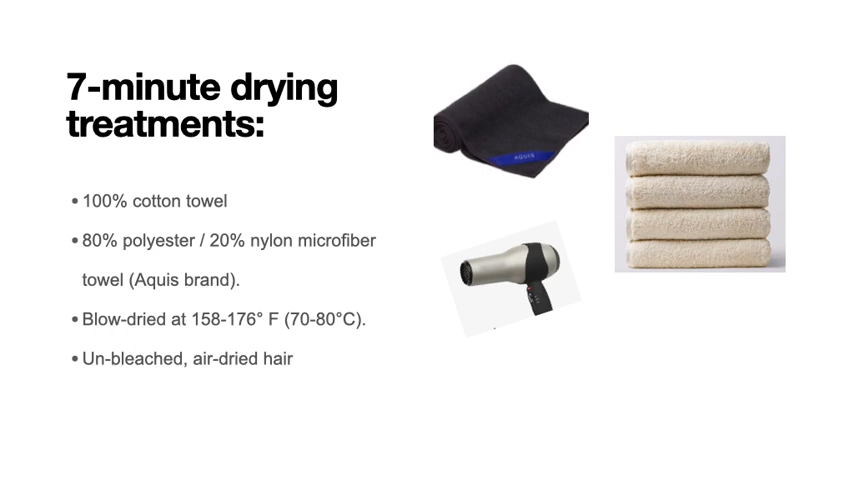 7-minute drying
treatments:
• 100% cotton towel
• 80% polyester / 20% nylon microfiber
towel (Aquis brand).
• Blow-dried at 158-176° F (70-80°C).
• Un-bleached, air-dried hair
AQUIS